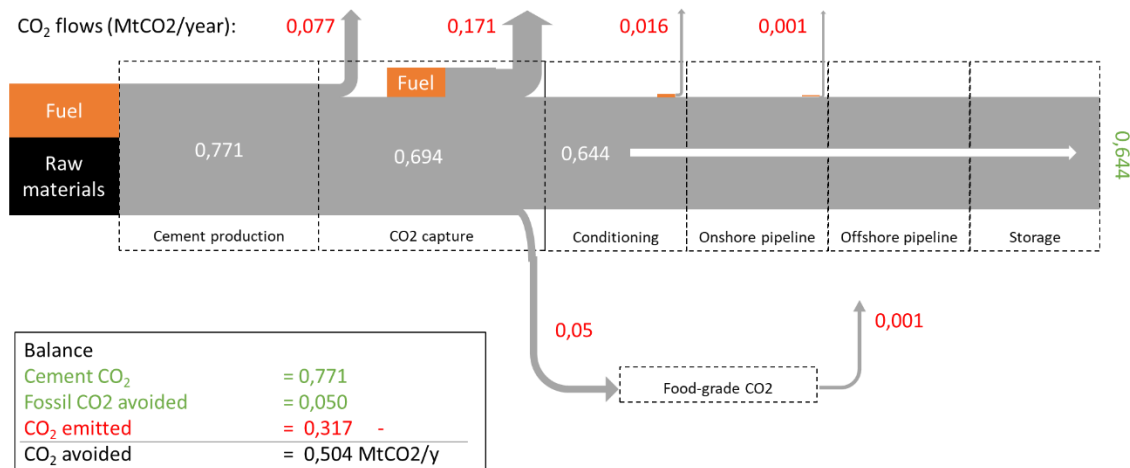 CO₂ flows (MtCO2/year): 0,077 0,171 0,016 0,001
Fuel
Fuel
Raw materials
0,771
0,694
0,644
0,644
Cement production
CO2 capture
Conditioning
Onshore pipeline
Offshore pipeline
Storage
0,05
0,001
Food-grade CO2
Balance
Cement CO₂ = 0,771
Fossil CO2 avoided = 0,050
CO₂ emitted = 0,317 -
CO₂ avoided = 0,504 MtCO2/y